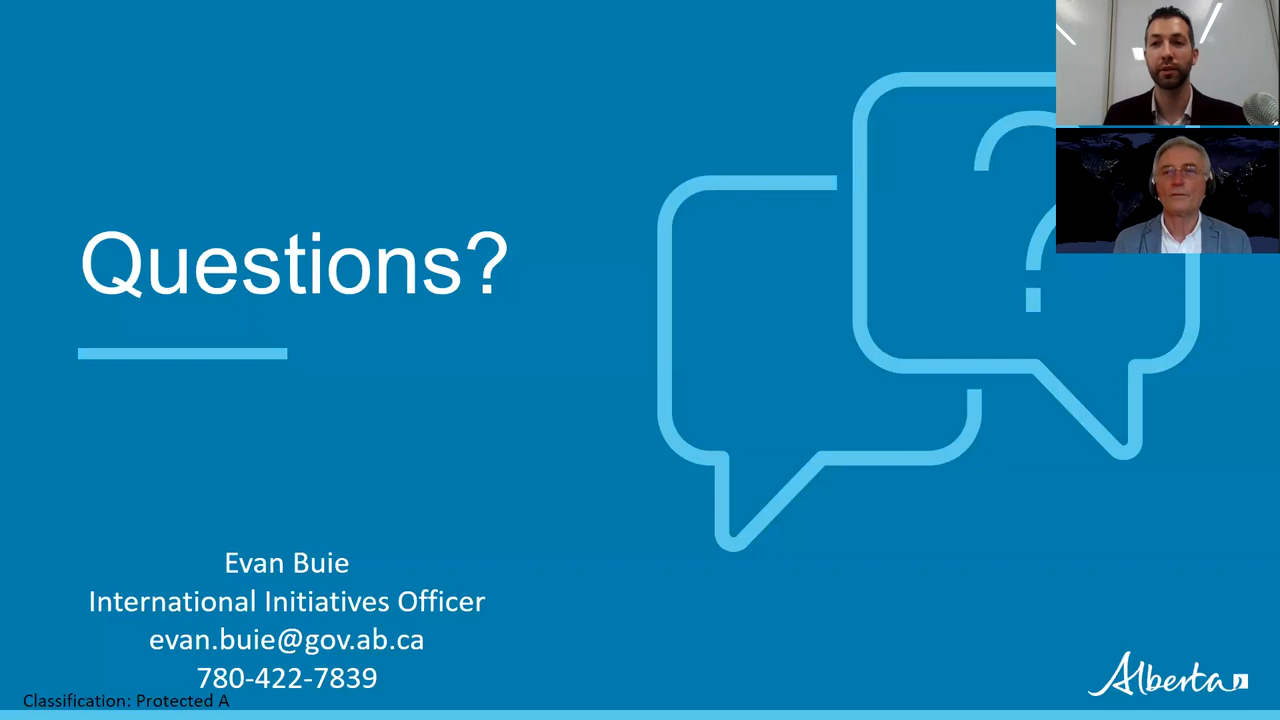 Questions?
Evan Buie
International Initiatives Officer
evan.buie@gov.ab.ca
780-422-7839
Classification: Protected A
Alberta